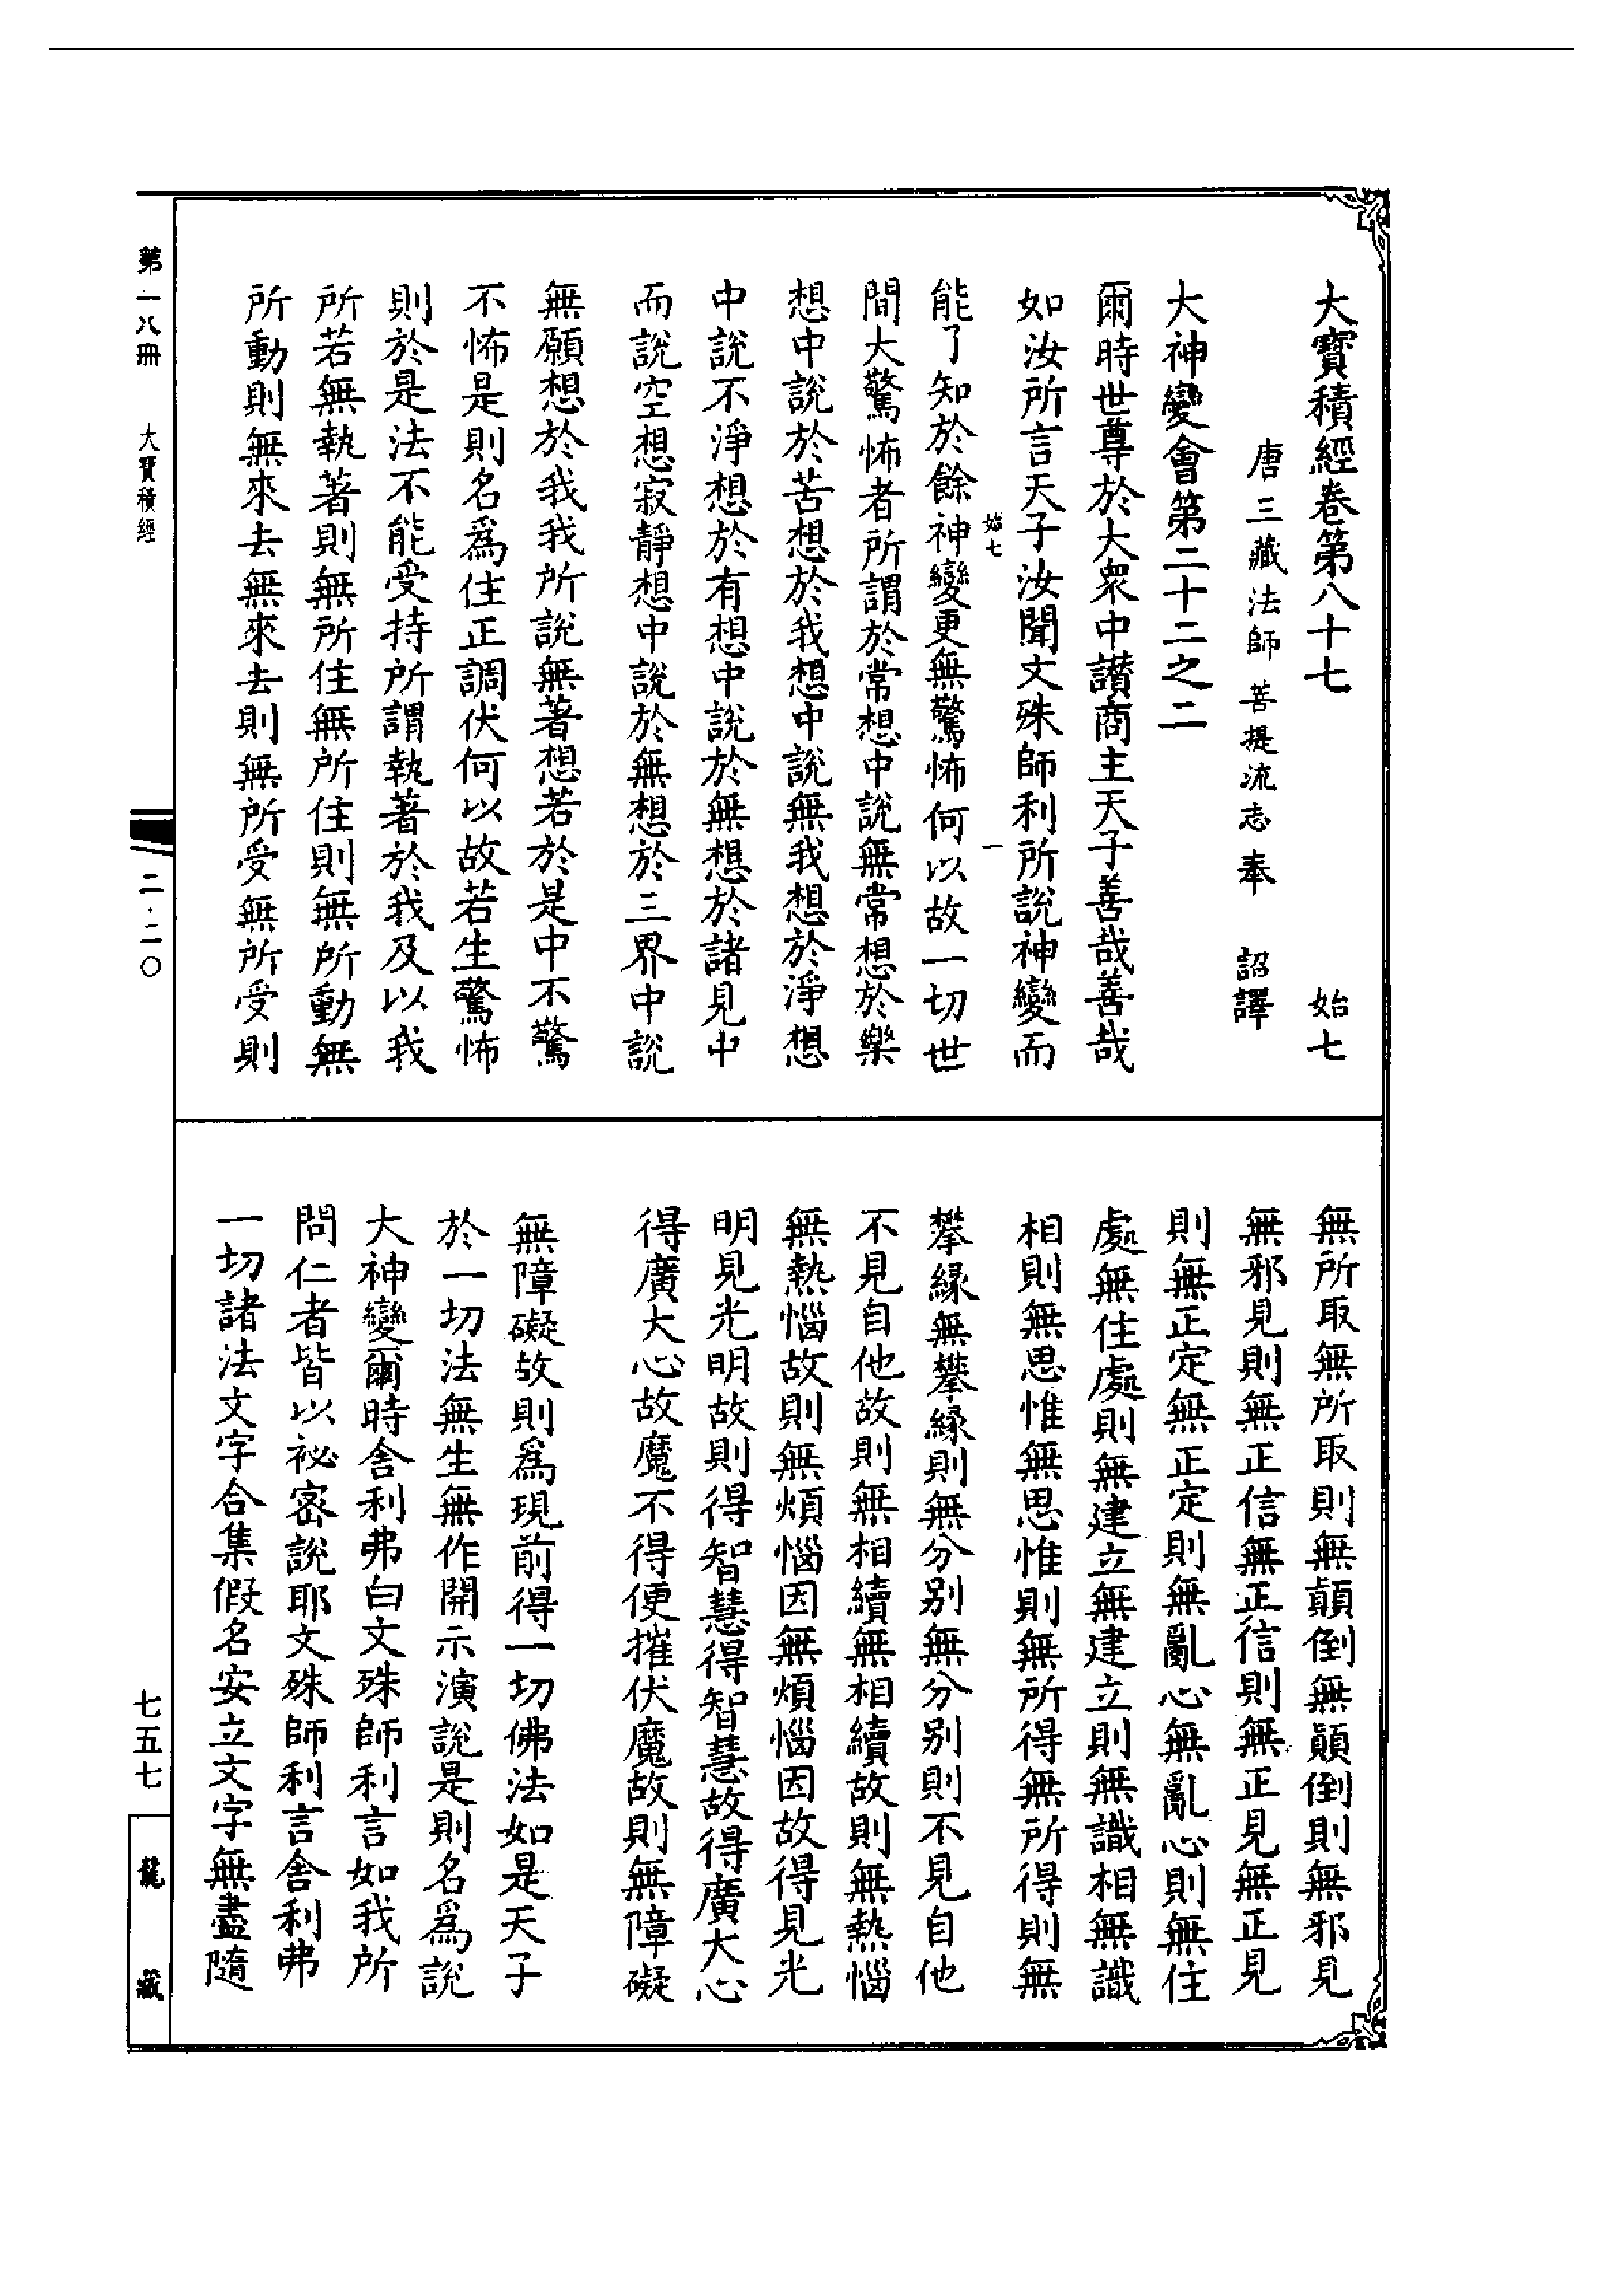 大寶積經卷第八十七　始七
唐三藏法師菩提流志奉　詔譯
大神變會第二十二之二
爾時世尊於大衆中讚商主天子善哉善哉
如汝所言天子汝聞文殊師利所說神變而
始七　一
能了知於餘神變更無驚怖何以故一切世
間大驚怖者所謂於常想中說無常想於樂
想中說於苦想於我想中說無我想於淨想
中說不淨想於有想中說於無想於諸見中
而說空想寂靜想中說於無想於三界中說
無願想於我我所說無著想若於是中不驚
不怖是則名爲住正調伏何以故若生驚怖
則於是法不能受持所謂執著於我及以我
所若無執著則無所住無所住則無所動無
所動則無來去無來去則無所受無所受則
無所取無所取則無顛倒無顛倒則無邪見
無邪見則無正信無正信則無正見無正見
則無正定無正定則無亂心無亂心則無住
處無住處則無建立無建立則無識相無識
相則無思惟無思惟則無所得無所得則無
攀緣無攀緣則無分別無分別則不見自他
不見自他故則無相續無相續故則無熱惱
無熱惱故則無煩惱因無煩惱因故得見光
明見光明故則得智慧得智慧故得廣大心
得廣大心故魔不得便摧伏魔故則無障礙
無障礙故則爲現前得一切佛法如是天子
於一切法無生無作開示演說是則名爲說
大神變爾時舍利弗白文殊師利言如我所
問仁者皆以祕密說耶文殊師利言舍利弗
一切諸法文字合集假名安立文字無盡隨
第一八冊　大寶積經　二·二〇　七五七　龍藏